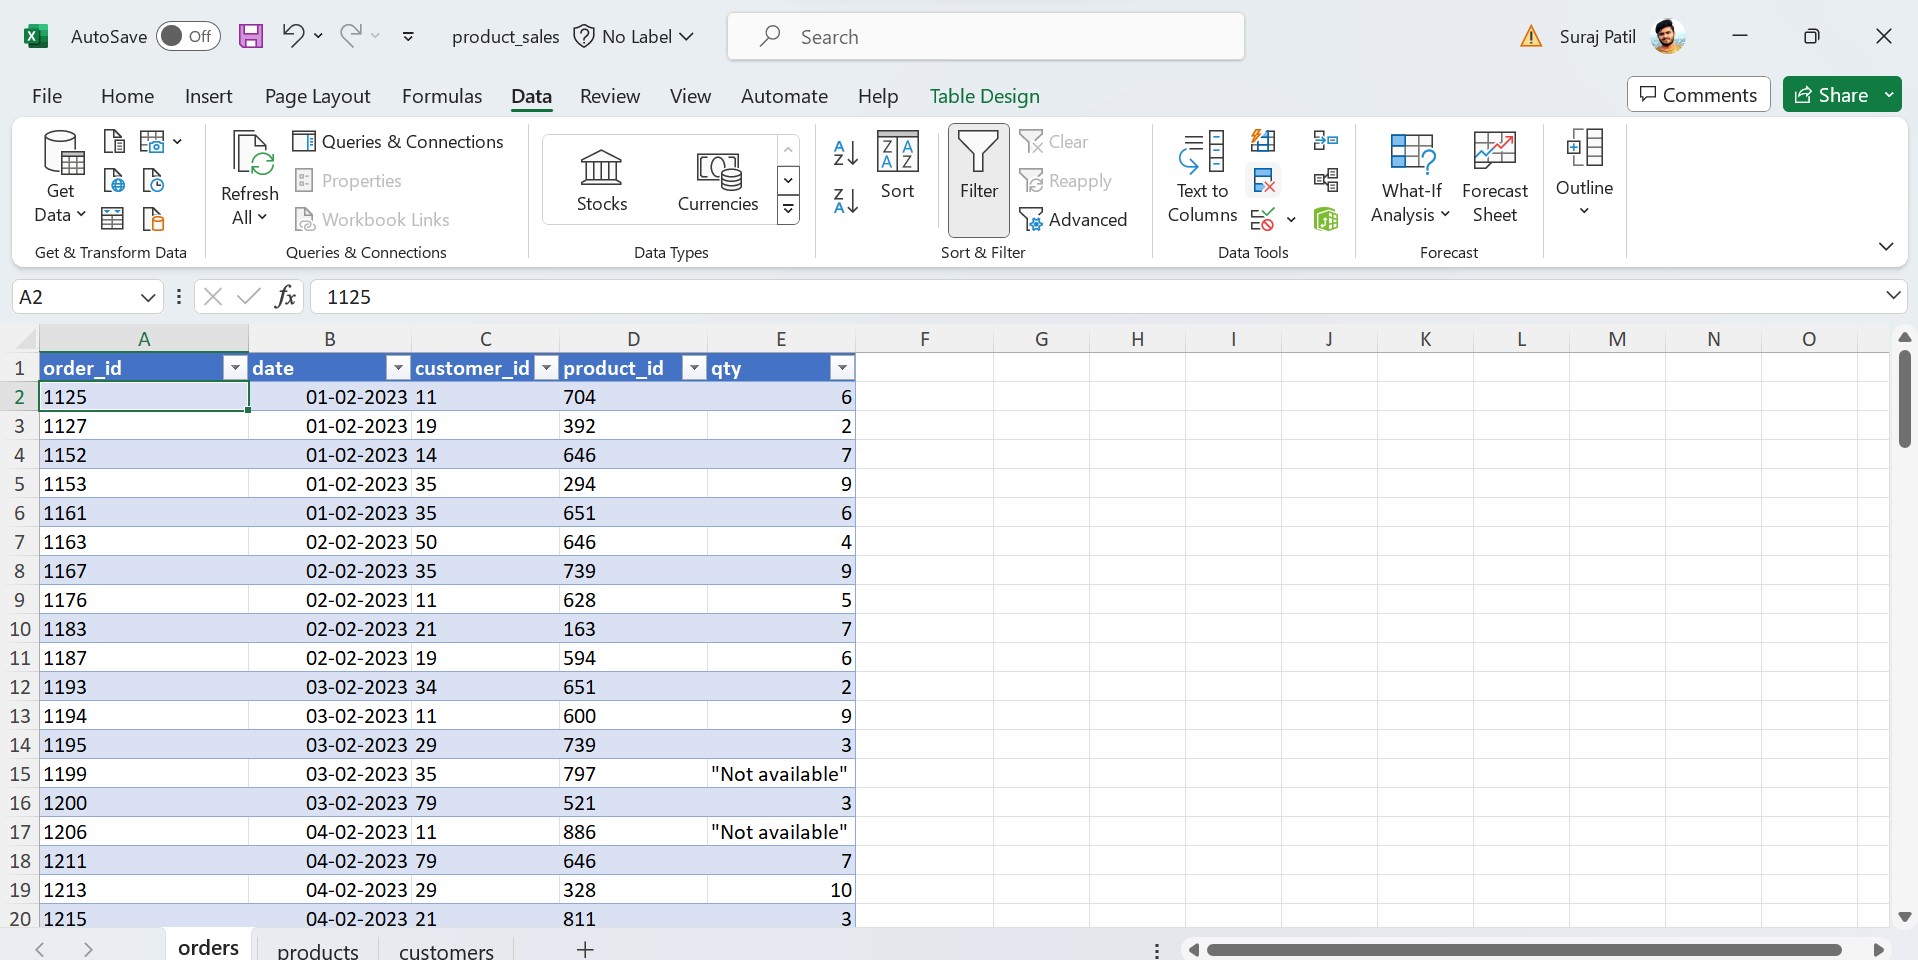 AutoSave Off product_sales No Label Search Suraj Patil
File Home Insert Page Layout Formulas Data Review View Automate Help Table Design Comments Share
Get Data Refresh All Queries & Connections Properties Workbook Links Stocks Currencies Sort Filter Clear Reapply Advanced Text to Columns What-If Analysis Forecast Sheet Outline
Get & Transform Data Queries & Connections Data Types Sort & Filter Data Tools Forecast
A2 fx 1125
A B C D E F G H I J K L M N O
1 order_id date customer_id product_id qty
2 1125 01-02-2023 11 704 6
3 1127 01-02-2023 19 392 2
4 1152 01-02-2023 14 646 7
5 1153 01-02-2023 35 294 9
6 1161 01-02-2023 35 651 6
7 1163 02-02-2023 50 646 4
8 1167 02-02-2023 35 739 9
9 1176 02-02-2023 11 628 5
10 1183 02-02-2023 21 163 7
11 1187 02-02-2023 19 594 6
12 1193 03-02-2023 34 651 2
13 1194 03-02-2023 11 600 9
14 1195 03-02-2023 29 739 3
15 1199 03-02-2023 35 797 "Not available"
16 1200 03-02-2023 79 521 3
17 1206 04-02-2023 11 886 "Not available"
18 1211 04-02-2023 79 646 7
19 1213 04-02-2023 29 328 10
20 1215 04-02-2023 21 811 3
orders products customers